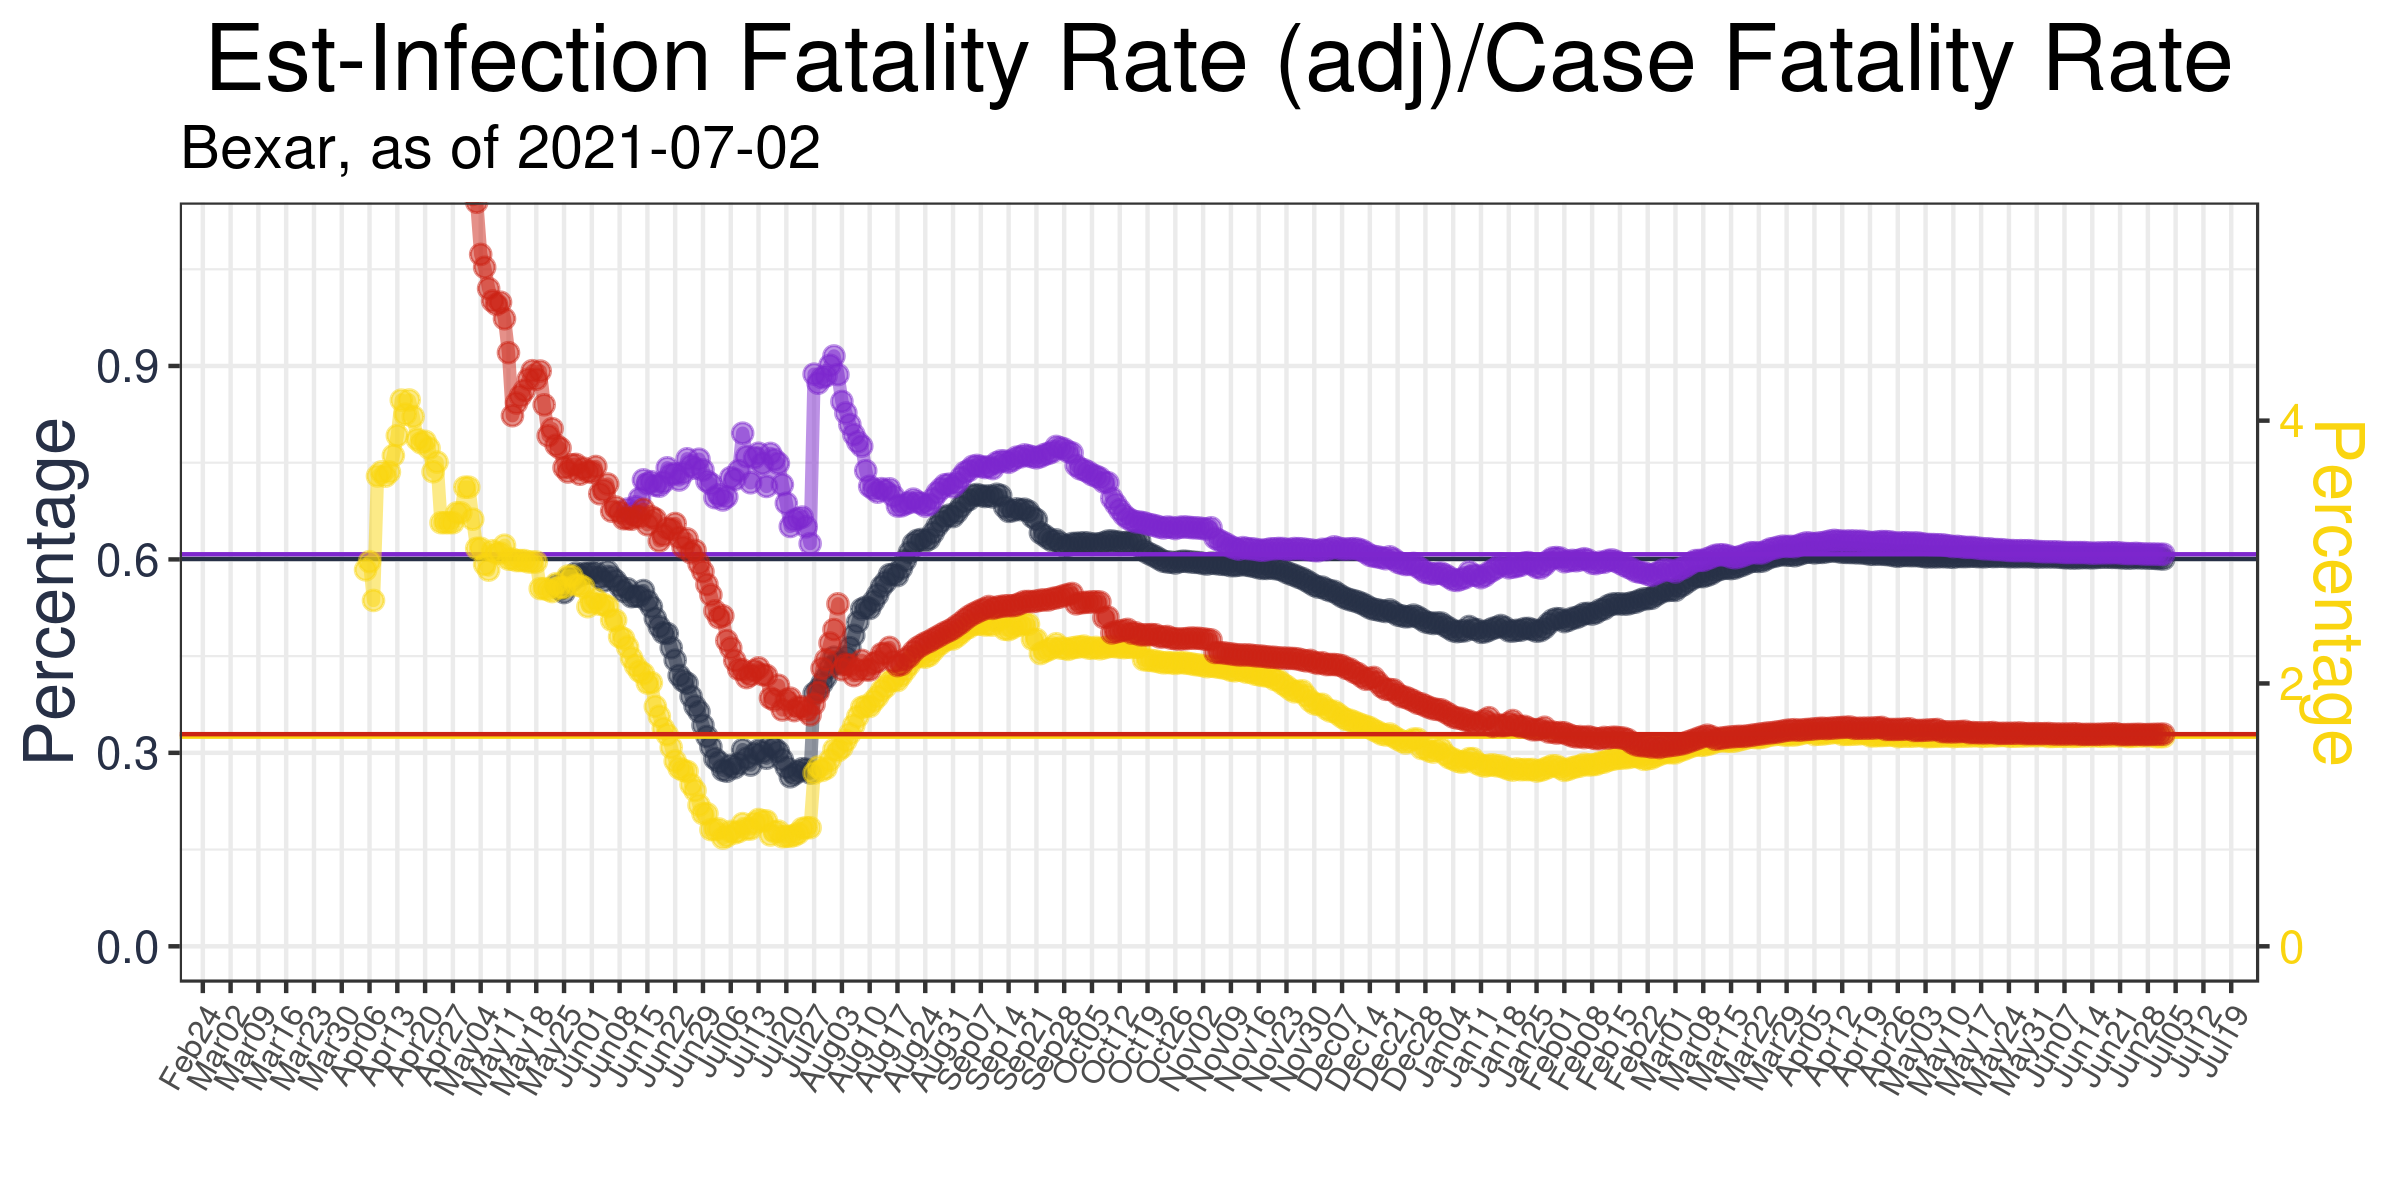 Est-Infection Fatality Rate (adj)/Case Fatality Rate
Bexar, as of 2021-07-02
Percentage
0.9
0.6
0.3
0.0
4
2
0
Percentage
Feb24
Mar02
Mar09
Mar16
Mar23
Mar30
Apr06
Apr13
Apr20
Apr27
May04
May11
May18
May25
Jun01
Jun08
Jun15
Jun22
Jun29
Jul06
Jul13
Jul20
Jul27
Aug03
Aug10
Aug17
Aug24
Aug31
Sep07
Sep14
Sep21
Sep28
Oct05
Oct12
Oct19
Oct26
Nov02
Nov09
Nov16
Nov23
Nov30
Dec07
Dec14
Dec21
Dec28
Jan04
Jan11
Jan18
Jan25
Feb01
Feb08
Feb15
Feb22
Mar01
Mar08
Mar15
Mar22
Mar29
Apr05
Apr12
Apr19
Apr26
May03
May10
May17
May24
May31
Jun07
Jun14
Jun21
Jun28
Jul05
Jul12
Jul19